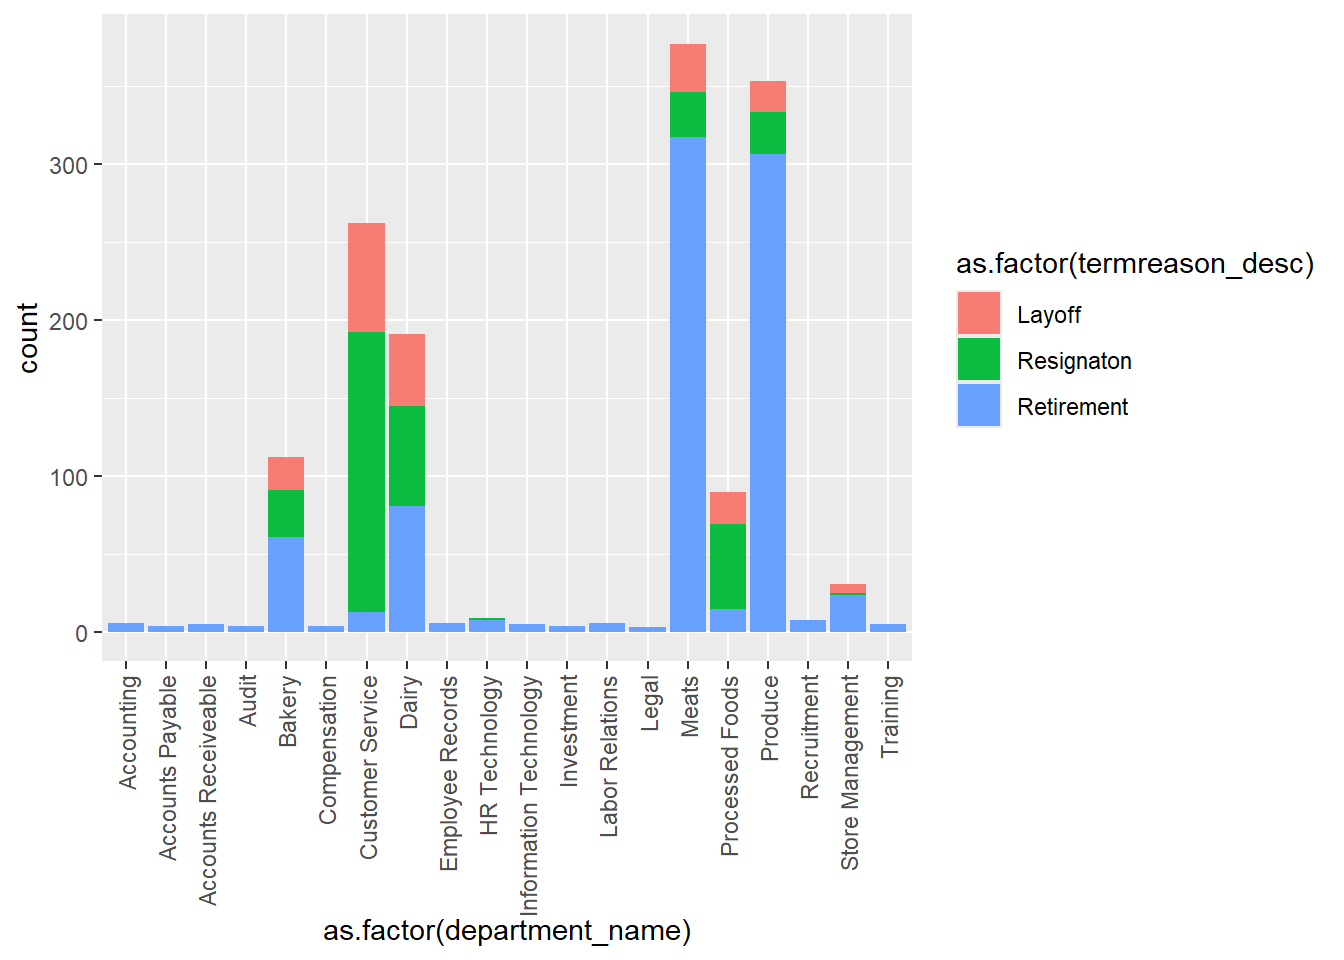 count
300
200
100
0
Accounting
Accounts Payable
Accounts Receiveable
Audit
Bakery
Compensation
Customer Service
Dairy
Employee Records
HR Technology
Information Technology
Investment
Labor Relations
Legal
Meats
Processed Foods
Produce
Recruitment
Store Management
Training
as.factor(department_name)
as.factor(termreason_desc)
Layoff
Resignaton
Retirement